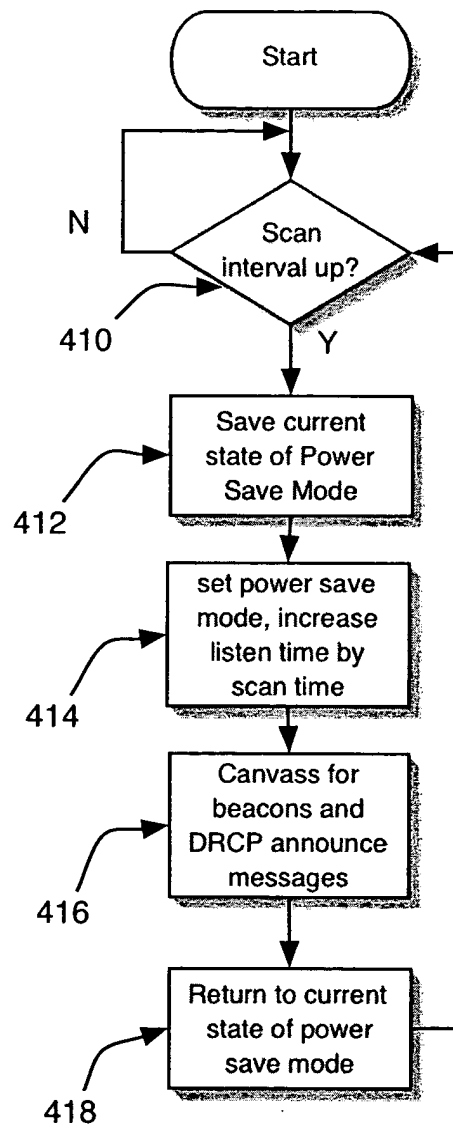 Start
N
Scan
interval up?
410
Y
Save current
state of Power
Save Mode
412
set power save
mode, increase
listen time by
scan time
414
Canvass for
beacons and
DRCP announce
messages
416
Return to current
state of power
save mode
418